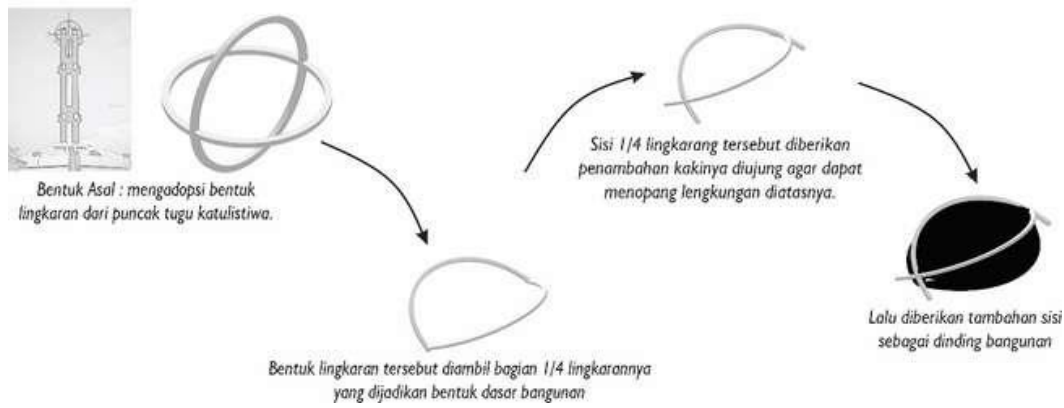 Bentuk Asal : mengadopsi bentuk
lingkaran dari puncak tugu katulistiwa.
Bentuk lingkaran tersebut diambil bagian 1/4 lingkarannya
yang dijadikan bentuk dasar bangunan
Sisi 1/4 lingkarang tersebut diberikan
penambahan kakinya diujung agar dapat
menopang lengkungan diatasnya.
Lalu diberikan tambahan sisi
sebagai dinding bangunan